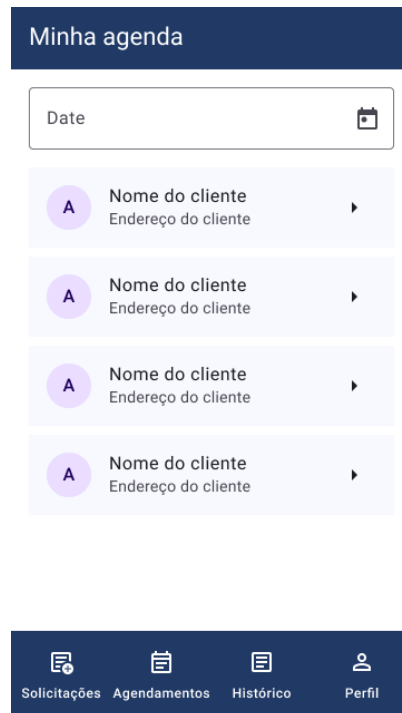 Minha agenda
Date
A
Nome do cliente
Endereço do cliente
A
Nome do cliente
Endereço do cliente
A
Nome do cliente
Endereço do cliente
A
Nome do cliente
Endereço do cliente
Solicitações Agendamentos Histórico Perfil